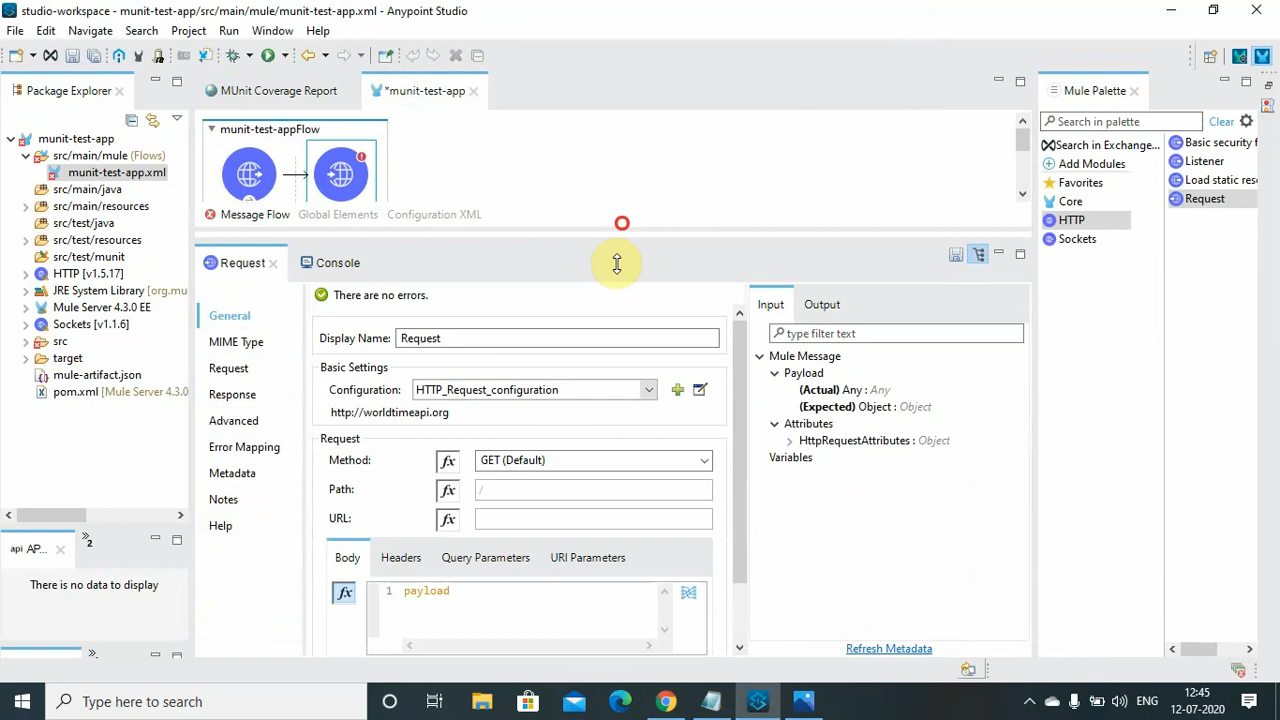 studio-workspace - munit-test-app/src/main/mule/munit-test-app.xml - Anypoint Studio
File Edit Navigate Search Project Run Window Help
Package Explorer
MUnit Coverage Report
*munit-test-app
Mule Palette
munit-test-app
src/main/mule (Flows)
munit-test-app.xml
src/main/java
src/main/resources
src/test/java
src/test/resources
src/test/munit
HTTP [v1.5.17]
JRE System Library [org.mu
Mule Server 4.3.0 EE
Sockets [v1.1.6]
src
target
mule-artifact.json
pom.xml [Mule Server 4.3.0
munit-test-appFlow
Message Flow Global Elements Configuration XML
Search in palette
Clear
Search in Exchange...
Add Modules
Favorites
Core
HTTP
Sockets
Basic security f
Listener
Load static reso
Request
Request
Console
There are no errors.
General
MIME Type
Request
Response
Advanced
Error Mapping
Metadata
Notes
Help
Display Name: Request
Basic Settings
Configuration: HTTP_Request_configuration
http://worldtimeapi.org
Request
Method: fx GET (Default)
Path: fx /
URL: fx
Body Headers Query Parameters URI Parameters
fx 1 payload
Input Output
type filter text
Mule Message
Payload
(Actual) Any : Any
(Expected) Object : Object
Attributes
HttpRequestAttributes : Object
Variables
Refresh Metadata
api AP...
2
There is no data to display
Type here to search
ENG
12:45
12-07-2020